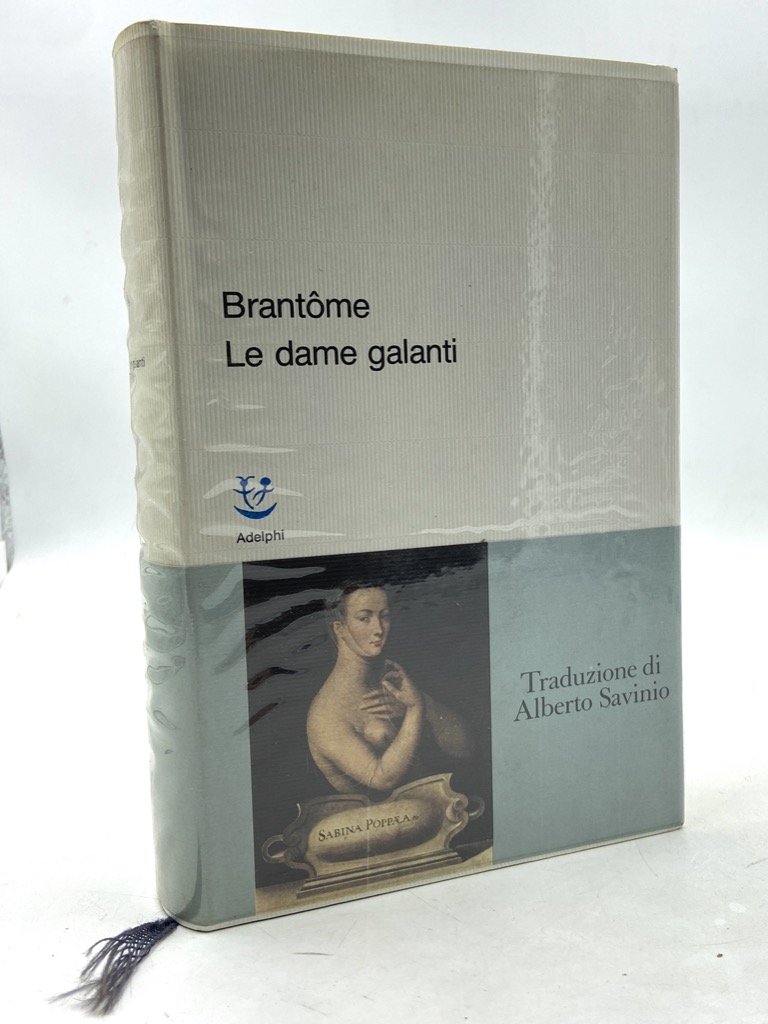 Brantôme
Le dame galanti
Adelphi
Traduzione di
Alberto Savinio
SABINA POPPÆA